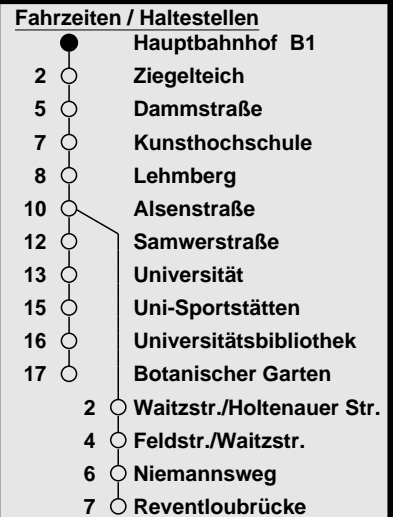 Fahrzeiten / Haltestellen
Hauptbahnhof B1
2 Ziegelteich
5 Dammstraße
7 Kunsthochschule
8 Lehmberg
10 Alsenstraße
12 Samwerstraße
13 Universität
15 Uni-Sportstätten
16 Universitätsbibliothek
17 Botanischer Garten
2 Waitzstr./Holtenauer Str.
4 Feldstr./Waitzstr.
6 Niemannsweg
7 Reventloubrücke